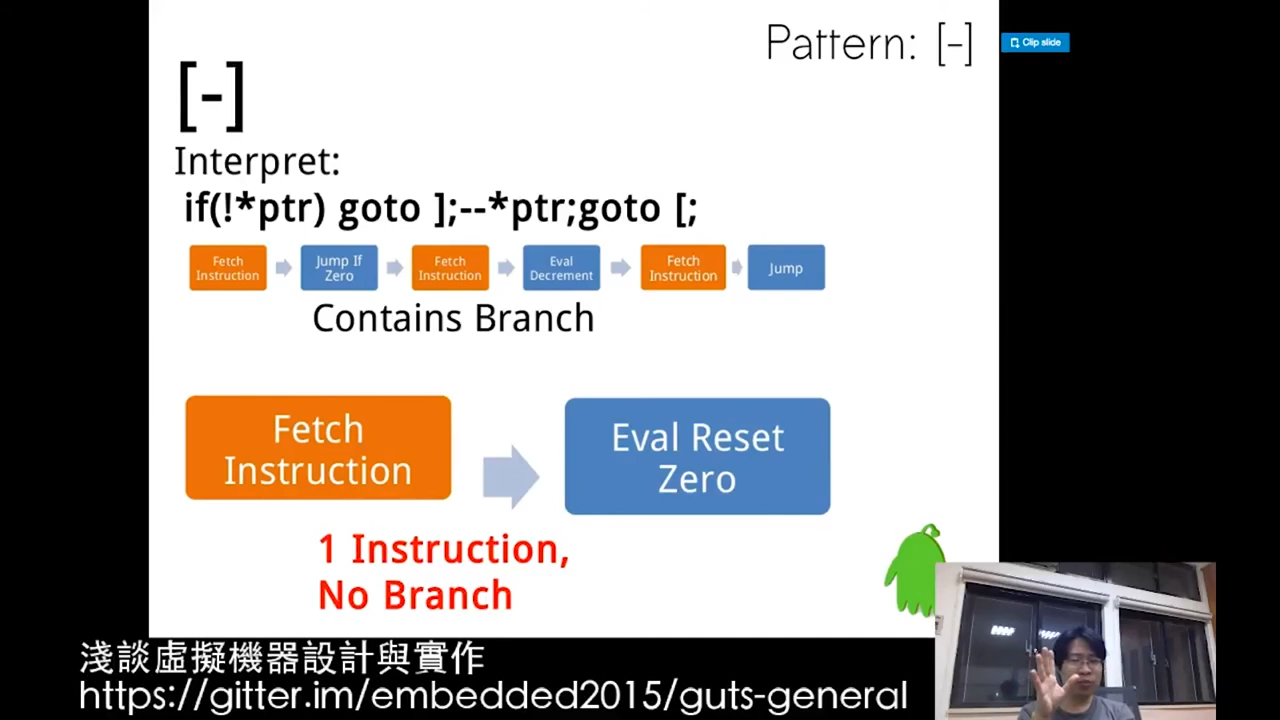 Pattern: [-]
Clip slide
[-]
Interpret:
if(!*ptr) goto ];--*ptr;goto [;
Fetch
Instruction
Jump If
Zero
Fetch
Instruction
Eval
Decrement
Fetch
Instruction
Jump
Contains Branch
Fetch
Instruction
Eval Reset
Zero
1 Instruction,
No Branch
淺談虛擬機器設計與實作
https://gitter.im/embedded2015/guts-general